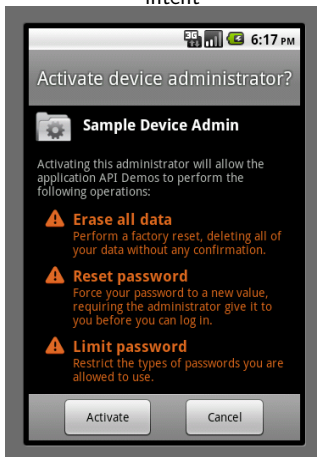 intent
3G 6:17 PM
Activate device administrator?
Sample Device Admin
Activating this administrator will allow the
application API Demos to perform the
following operations:
Erase all data
Perform a factory reset, deleting all of
your data without any confirmation.
Reset password
Force your password to a new value,
requiring the administrator give it to
you before you can log in.
Limit password
Restrict the types of passwords you are
allowed to use.
Activate
Cancel